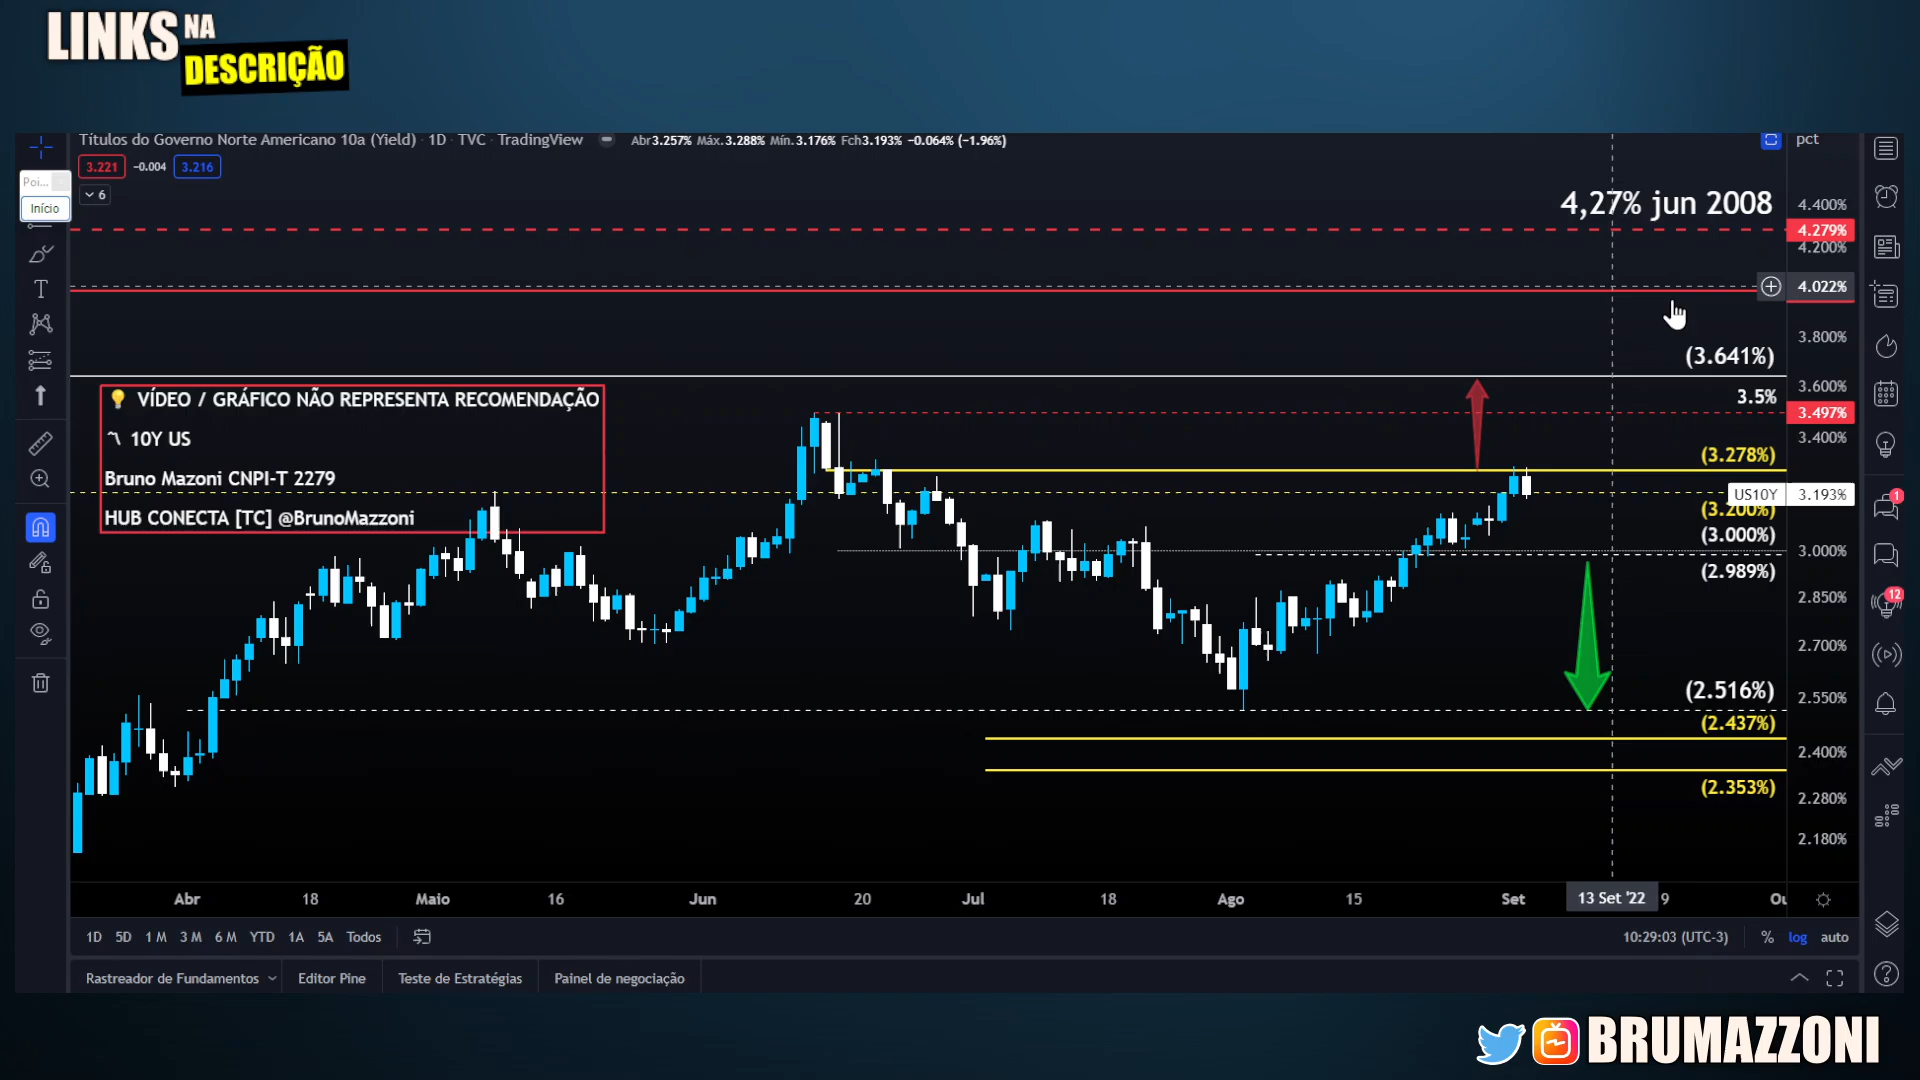 LINKS NA
DESCRIÇÃO
Títulos do Governo Norte Americano 10a (Yield) · 1D · TVC · TradingView
Abr3.257% Máx.3.288% Mín.3.176% Fch3.193% −0.064% (−1.96%)
pct
3.221 −0.004 3.216
Poi...
Início
6
4,27% jun 2008
4.400%
4.279%
4.200%
4.022%
3.800%
(3.641%)
3.600%
3.5%
3.497%
3.400%
(3.278%)
US10Y 3.193%
(3.200%)
(3.000%)
3.000%
(2.989%)
2.850%
2.700%
(2.516%)
2.550%
(2.437%)
2.400%
(2.353%)
2.280%
2.180%
VÍDEO / GRÁFICO NÃO REPRESENTA RECOMENDAÇÃO
10Y US
Bruno Mazoni CNPI-T 2279
HUB CONECTA [TC] @BrunoMazzoni
1
12
Abr 18 Maio 16 Jun 20 Jul 18 Ago 15 Set 13 Set '22 9
1D 5D 1 M 3 M 6 M YTD 1A 5A Todos
10:29:03 (UTC-3) % log auto
Rastreador de Fundamentos Editor Pine Teste de Estratégias Painel de negociação
BRUMAZZONI